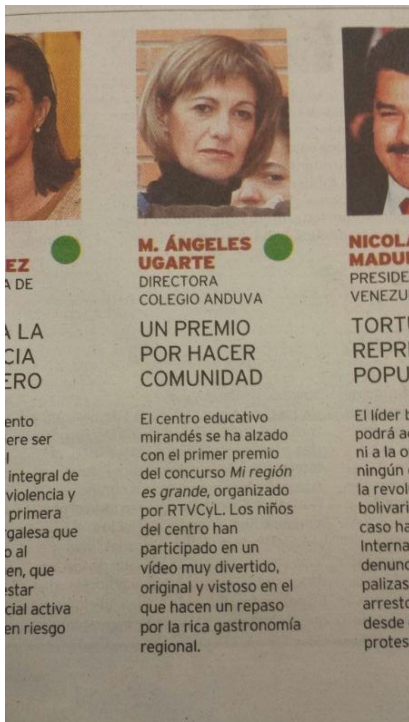 EZ
A DE
A LA
CIA
ERO
ento
ere ser
l
integral de
violencia y
primera
rgalesa que
o al
en, que
estar
cial activa
en riesgo
M. ÁNGELES
UGARTE
DIRECTORA
COLEGIO ANDUVA
UN PREMIO
POR HACER
COMUNIDAD
El centro educativo
mirandés se ha alzado
con el primer premio
del concurso Mi región
es grande, organizado
por RTVCyL. Los niños
del centro han
participado en un
vídeo muy divertido,
original y vistoso en el
que hacen un repaso
por la rica gastronomía
regional.
NICOLÁ
MADUR
PRESIDE
VENEZU
TORTU
REPRE
POPU
El líder b
podrá ac
ni a la o
ningún
la revol
bolivari
caso ha
Interna
denunc
palizas
arresto
desde
protes